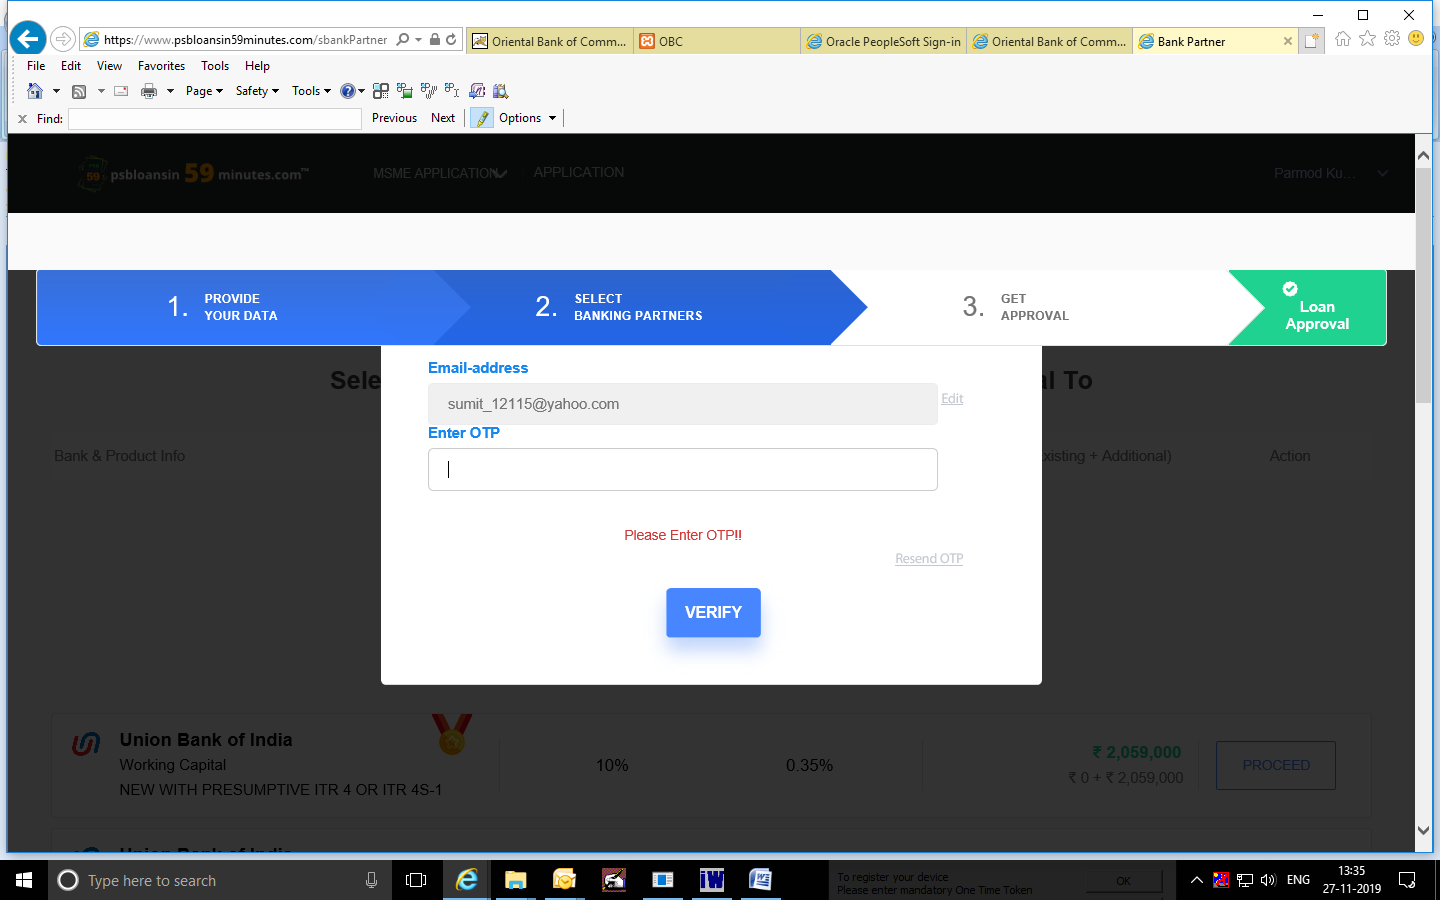 https://www.psbloansin59minutes.com/sbankPartner
Oriental Bank of Comm...
OBC
Oracle PeopleSoft Sign-in
Oriental Bank of Comm...
Bank Partner
File Edit View Favorites Tools Help
Page Safety Tools
Find:
Previous Next Options
psbloansin 59 minutes.com™
MSME APPLICATION
APPLICATION
Parmod Ku...
1. PROVIDE
YOUR DATA
2. SELECT
BANKING PARTNERS
3. GET
APPROVAL
Loan
Approval
Email-address
sumit_12115@yahoo.com
Edit
Enter OTP
Please Enter OTP!!
Resend OTP
VERIFY
Bank & Product Info
xisting + Additional)
Action
Sele
al To
Union Bank of India
Working Capital
NEW WITH PRESUMPTIVE ITR 4 OR ITR 4S-1
10%
0.35%
₹ 2,059,000
₹ 0 + ₹ 2,059,000
PROCEED
Union Bank of India
Type here to search
To register your device
Please enter mandatory One Time Token
OK
ENG
13:35
27-11-2019